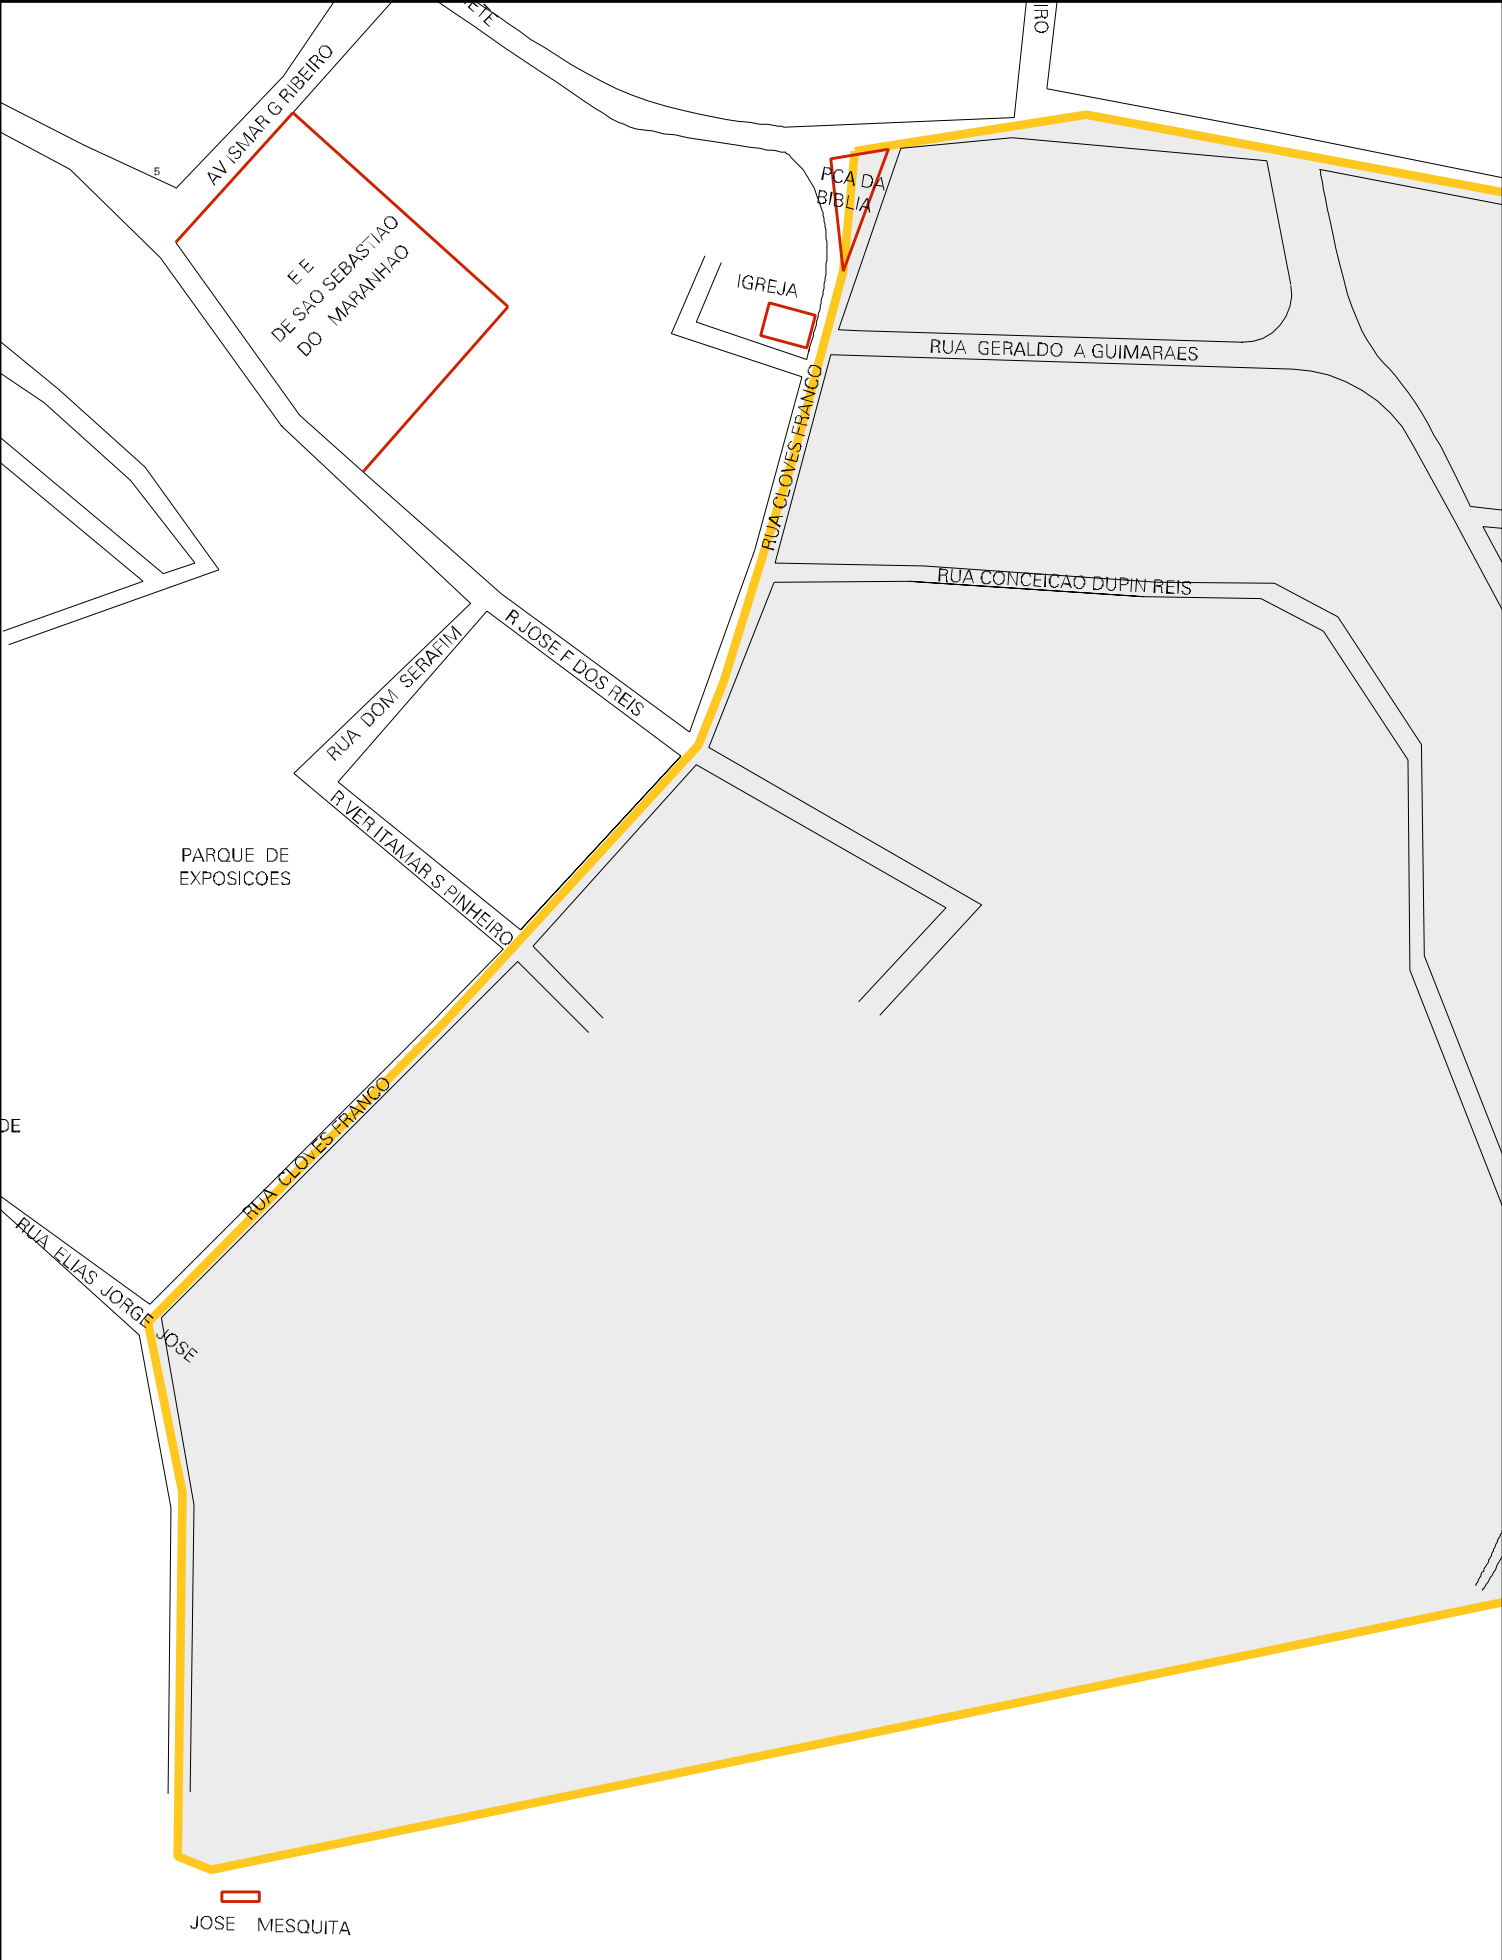 IRO
AV ISMAR G RIBEIRO
5
PCA DA
BIBLIA
E E
DE SAO SEBASTIAO
DO MARANHAO
IGREJA
RUA GERALDO A GUIMARAES
RUA CLOVES FRANCO
RUA CONCEICAO DUPIN REIS
R JOSE F DOS REIS
RUA DOM SERAFIM
R VER ITAMAR S PINHEIRO
PARQUE DE
EXPOSICOES
RUA CLOVES FRANCO
DE
RUA ELIAS JORGE JOSE
JOSE MESQUITA